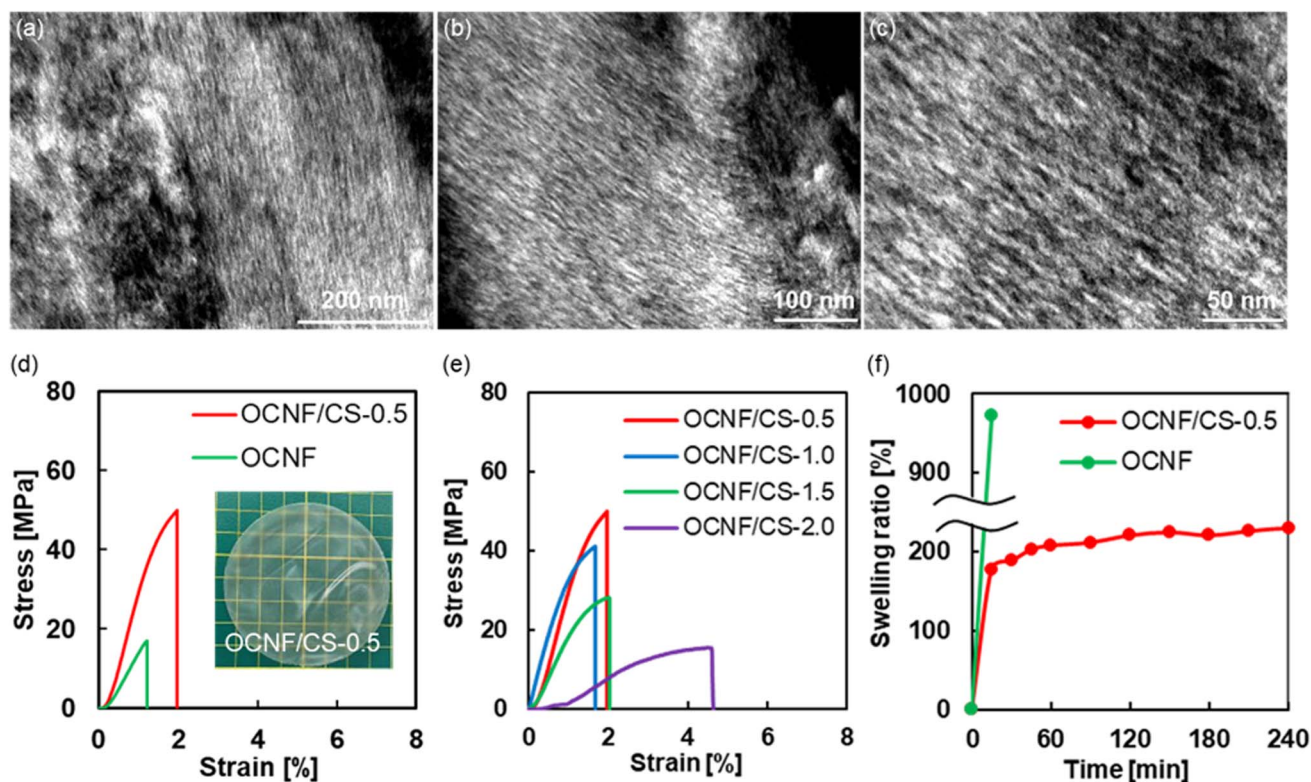 (a)
200 nm
(b)
100 nm
(c)
50 nm
(d)
80
60
40
20
0
0 2 4 6 8
Stress [MPa]
Strain [%]
OCNF/CS-0.5
OCNF
OCNF/CS-0.5
(e)
80
60
40
20
0
0 2 4 6 8
Stress [MPa]
Strain [%]
OCNF/CS-0.5
OCNF/CS-1.0
OCNF/CS-1.5
OCNF/CS-2.0
(f)
1000
900
200
100
0
0 60 120 180 240
Swelling ratio [%]
Time [min]
OCNF/CS-0.5
OCNF